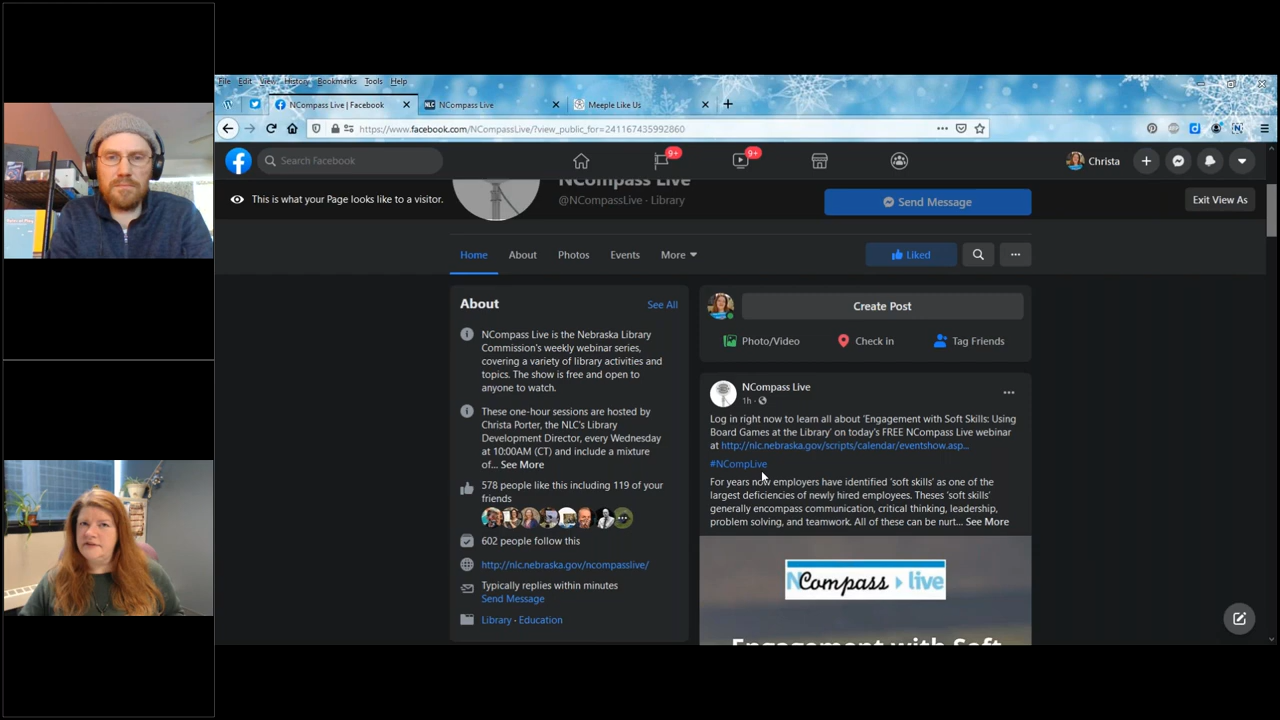 File Edit View History Bookmarks Tools Help
NCompass Live | Facebook
NLC NCompass Live
Meeple Like Us
https://www.facebook.com/NCompassLive/?view_public_for=241167435992860
Search Facebook
9+
9+
Christa
This is what your Page looks like to a visitor.
NCompass Live
@NCompassLive · Library
Send Message
Exit View As
Home About Photos Events More
Liked
About See All
NCompass Live is the Nebraska Library
Commission's weekly webinar series,
covering a variety of library activities and
topics. The show is free and open to
anyone to watch.
These one-hour sessions are hosted by
Christa Porter, the NLC's Library
Development Director, every Wednesday
at 10:00AM (CT) and include a mixture
of... See More
578 people like this including 119 of your
friends
602 people follow this
http://nlc.nebraska.gov/ncompasslive/
Typically replies within minutes
Send Message
Library · Education
Create Post
Photo/Video Check in Tag Friends
NCompass Live
1h
Log in right now to learn all about 'Engagement with Soft Skills: Using
Board Games at the Library' on today's FREE NCompass Live webinar
at http://nlc.nebraska.gov/scripts/calendar/eventshow.asp...
#NCompLive
For years now employers have identified 'soft skills' as one of the
largest deficiencies of newly hired employees. Theses 'soft skills'
generally encompass communication, critical thinking, leadership,
problem solving, and teamwork. All of these can be nurt... See More
NCompass live
Engagement with Soft